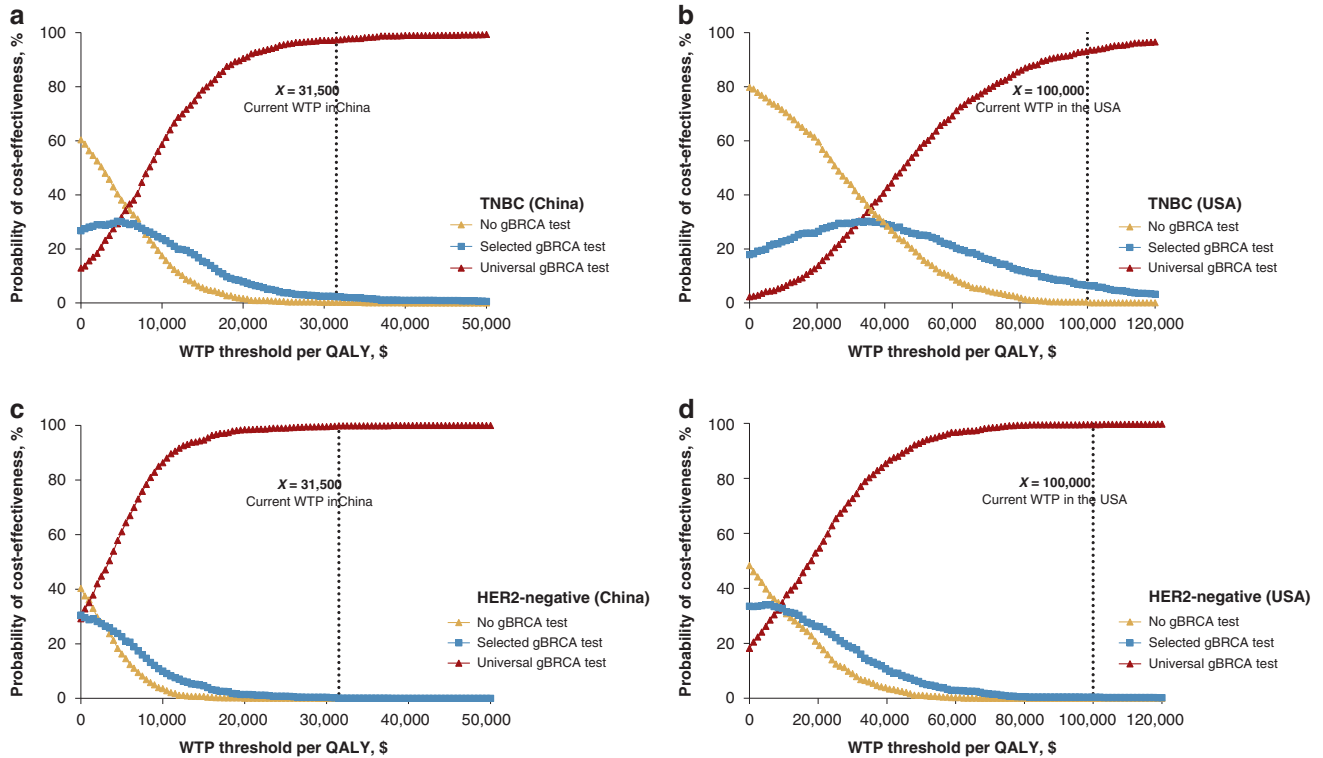 a
Probability of cost-effectiveness, %
100
80
60
40
20
0
X = 31,500
Current WTP in China
TNBC (China)
No gBRCA test
Selected gBRCA test
Universal gBRCA test
0 10,000 20,000 30,000 40,000 50,000
WTP threshold per QALY, $
b
Probability of cost-effectiveness, %
100
80
60
40
20
0
X = 100,000
Current WTP in the USA
TNBC (USA)
No gBRCA test
Selected gBRCA test
Universal gBRCA test
0 20,000 40,000 60,000 80,000 100,000 120,000
WTP threshold per QALY, $
c
Probability of cost-effectiveness, %
100
80
60
40
20
0
X = 31,500
Current WTP in China
HER2-negative (China)
No gBRCA test
Selected gBRCA test
Universal gBRCA test
0 10,000 20,000 30,000 40,000 50,000
WTP threshold per QALY, $
d
Probability of cost-effectiveness, %
100
80
60
40
20
0
X = 100,000
Current WTP in the USA
HER2-negative (USA)
No gBRCA test
Selected gBRCA test
Universal gBRCA test
0 20,000 40,000 60,000 80,000 100,000 120,000
WTP threshold per QALY, $